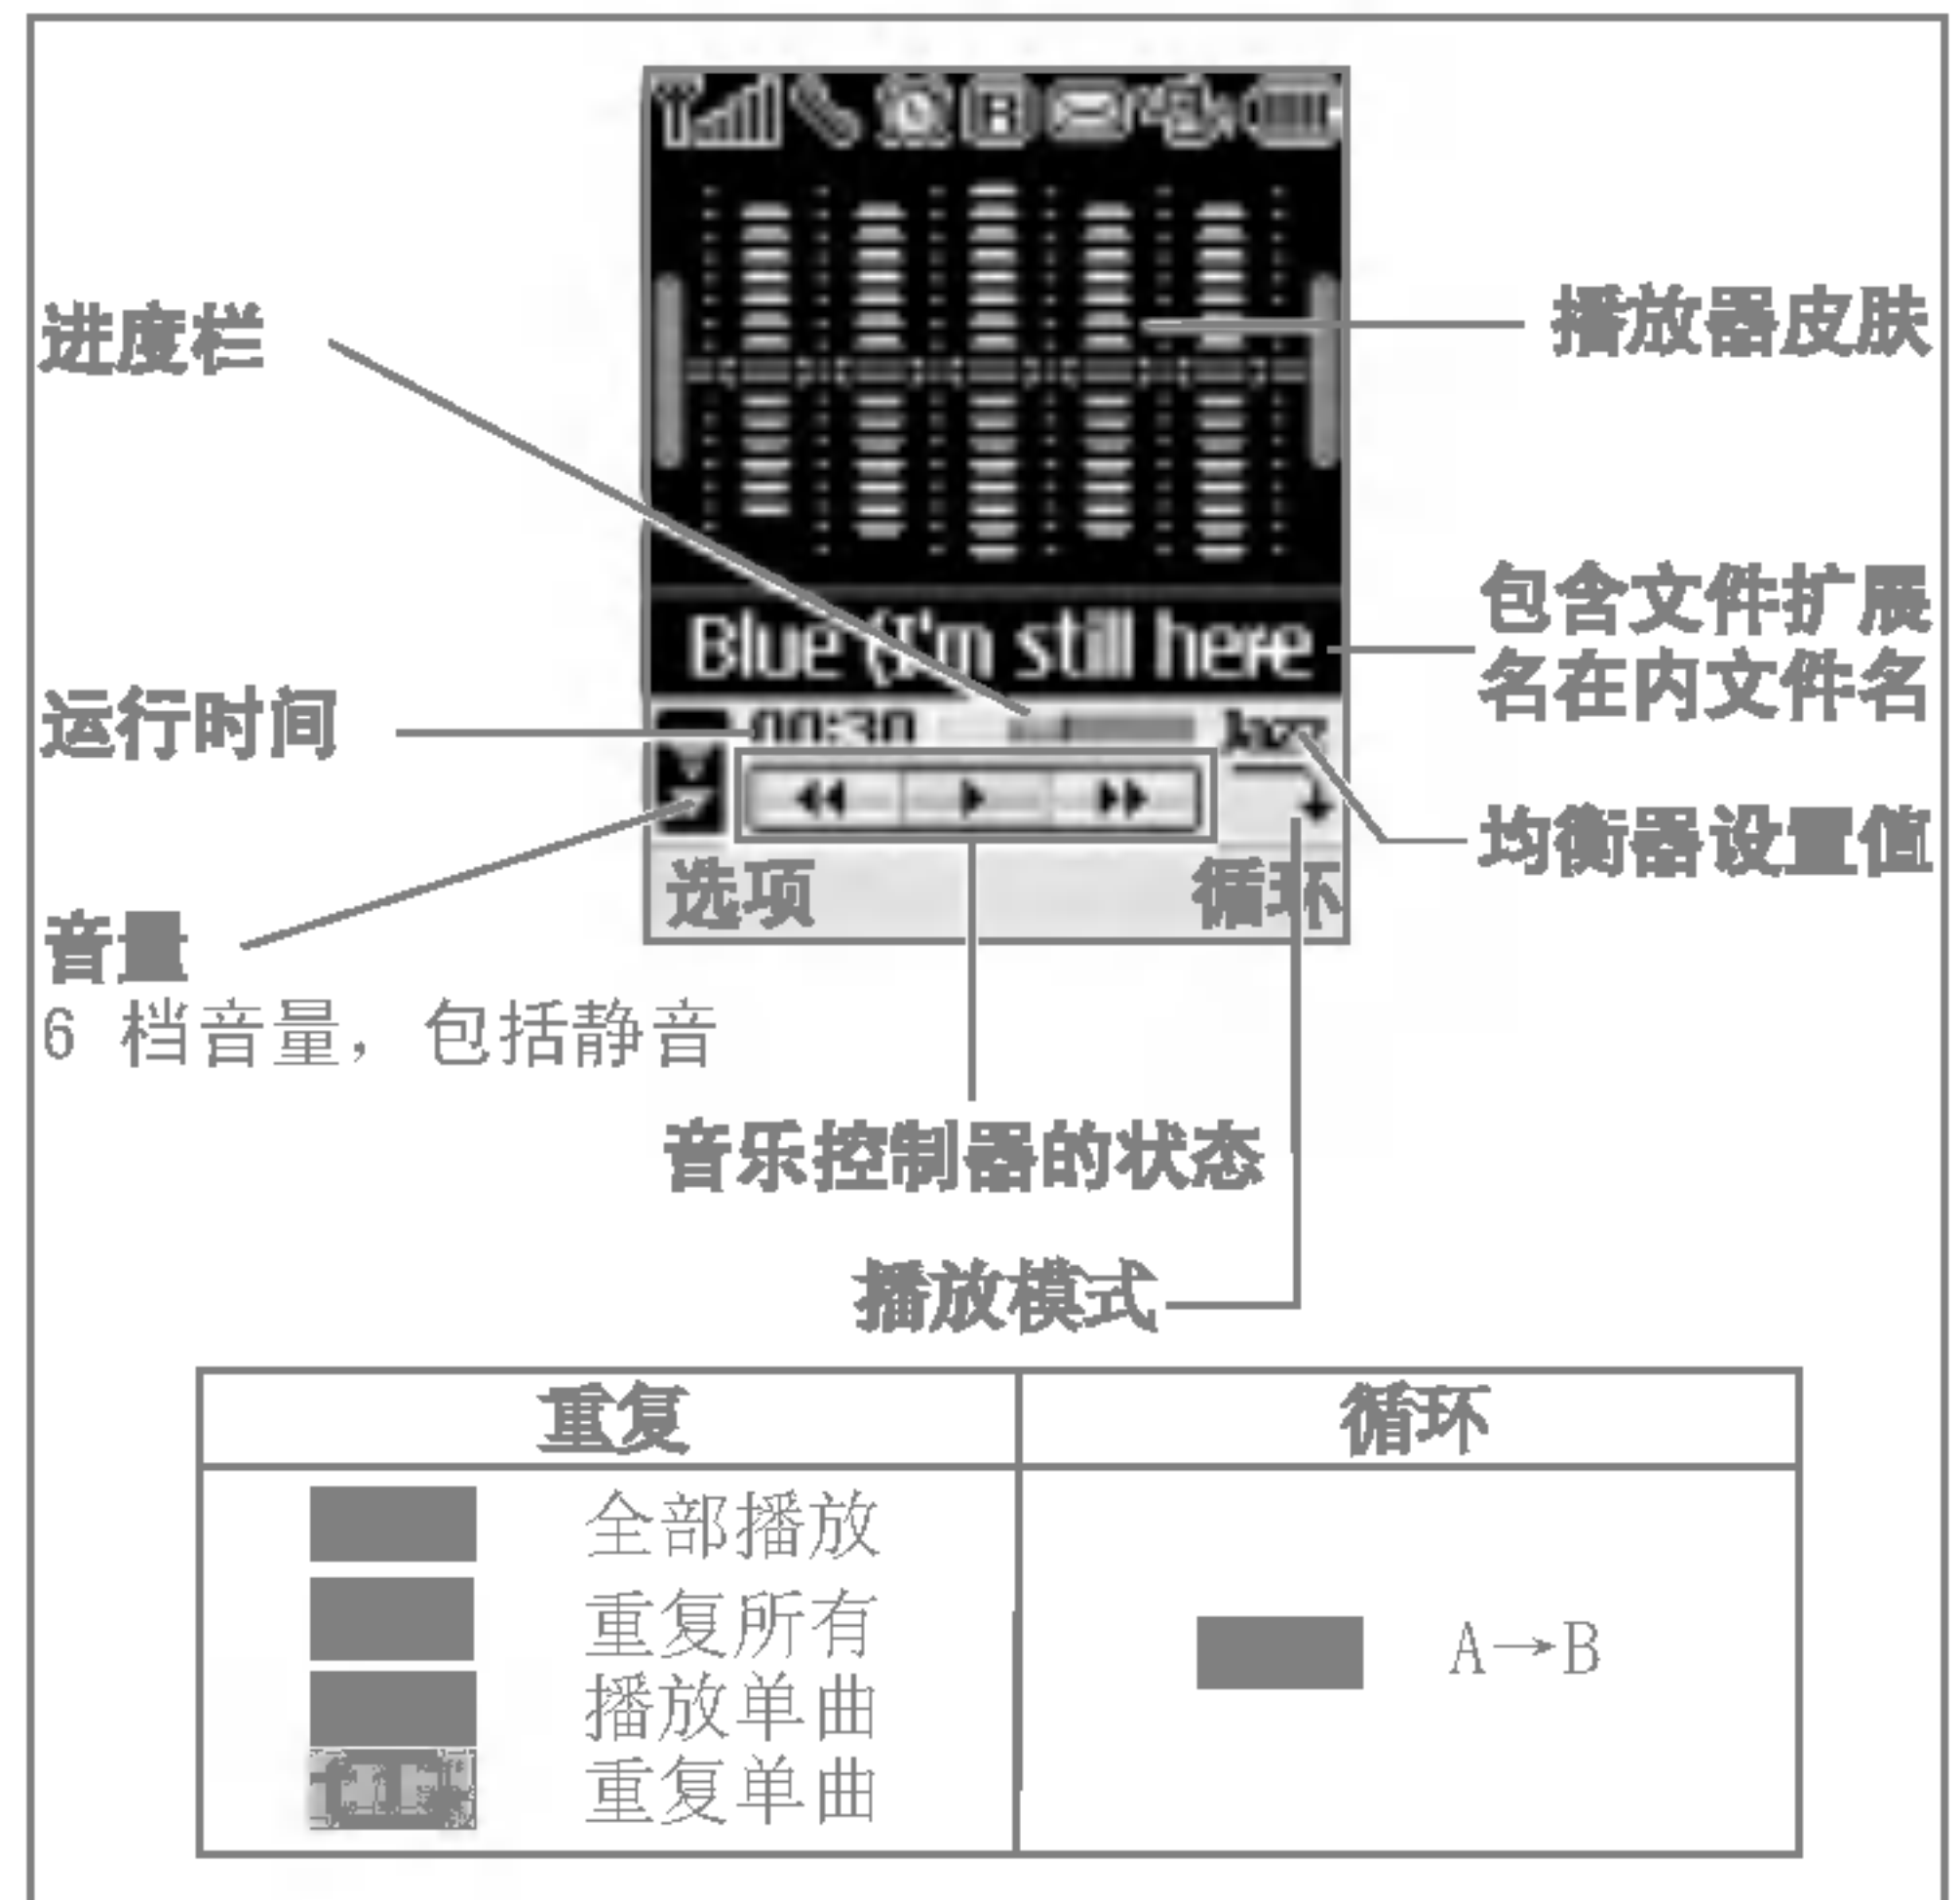 进度栏
播放器皮肤
包含文件扩展
名在内文件名
Blue (I'm still here
运行时间
00:30
Jazz
均衡器设置值
选项
循环
音量
6 档音量，包括静音
音乐控制器的状态
播放模式
重复
循环
全部播放
重复所有
播放单曲
重复单曲
A→B